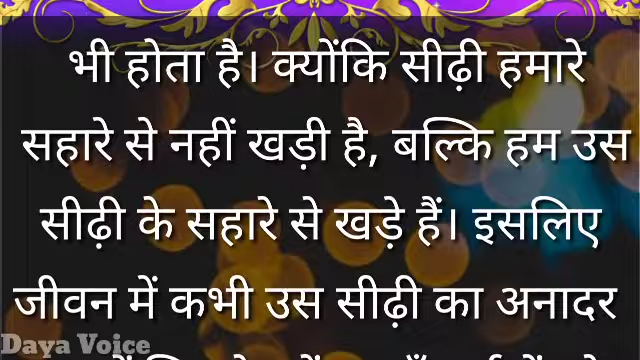 भी होता है। क्योंकि सीढ़ी हमारे
सहारे से नहीं खड़ी है, बल्कि हम उस
सीढ़ी के सहारे से खड़े हैं। इसलिए
जीवन में कभी उस सीढ़ी का अनादर
Daya Voice